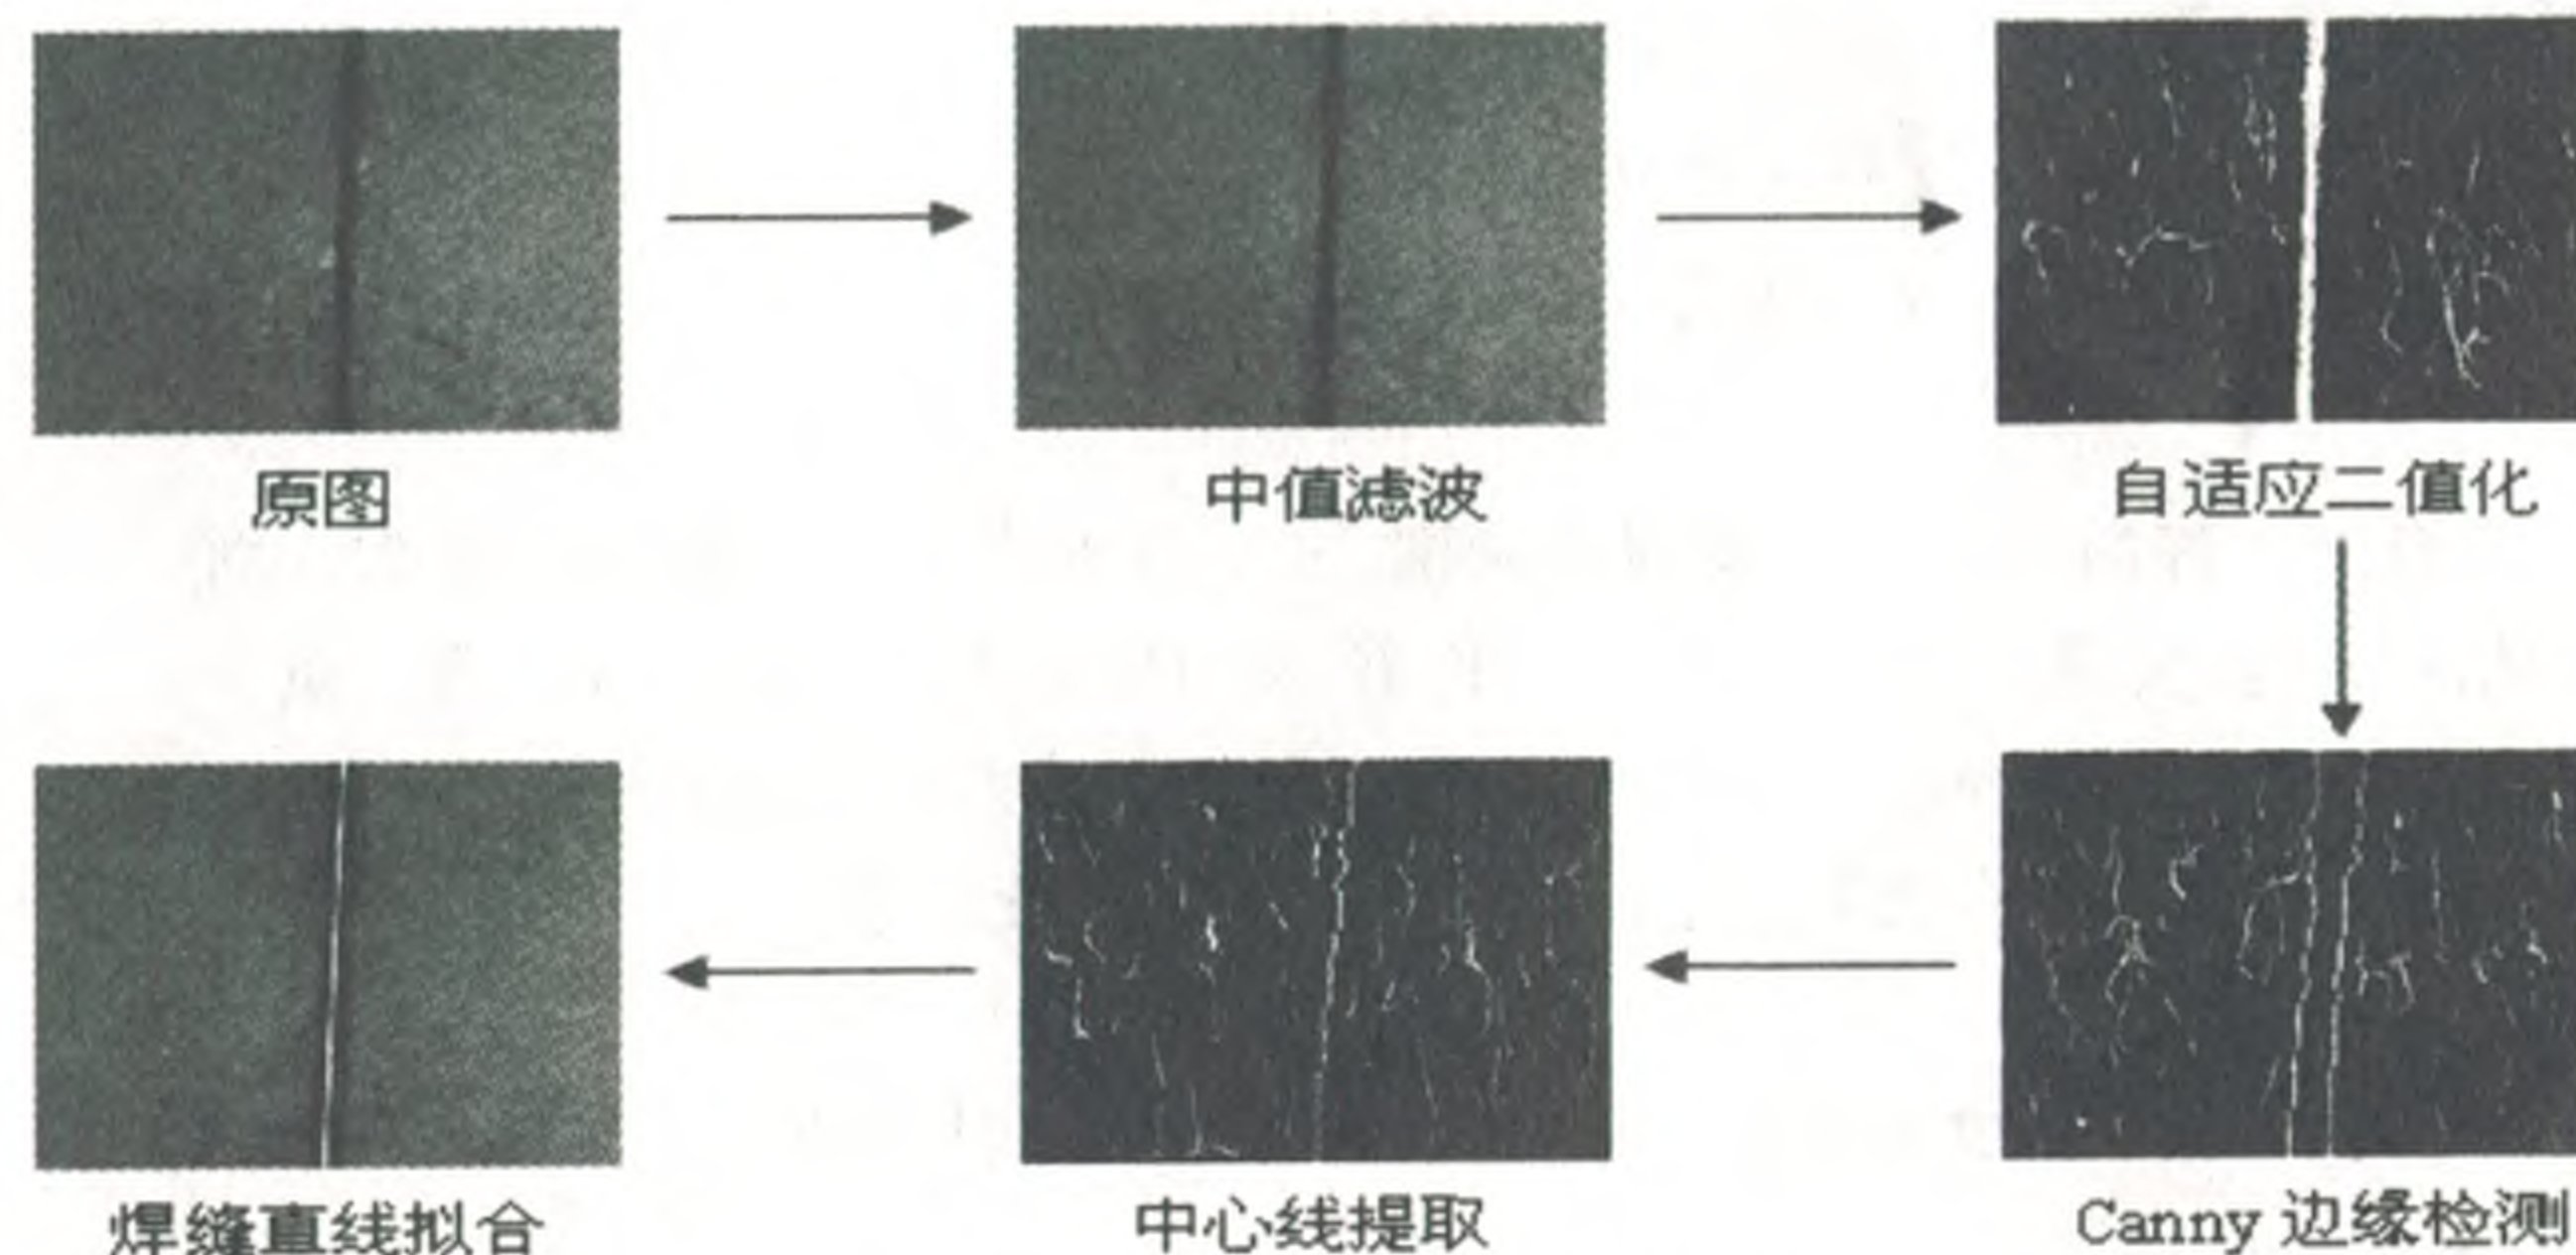 原图
中值滤波
自适应二值化
焊缝直线拟合
中心线提取
Canny 边缘检测